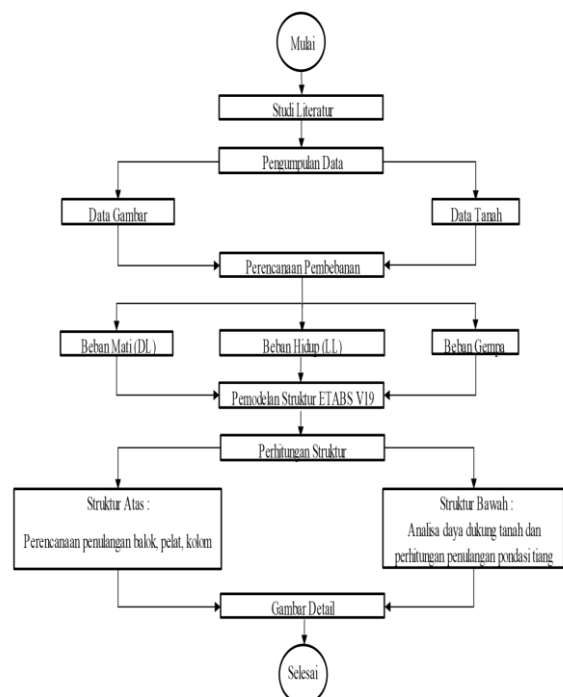 Mulai
Studi Literatur
Pengumpulan Data
Data Gambar
Data Tanah
Perencanaan Pembebanan
Beban Mati (DL)
Beban Hidup (LL)
Beban Gempa
Pemodelan Struktur ETABS V19
Perhitungan Struktur
Struktur Atas :
Perencanaan penulangan balok, pelat, kolom
Struktur Bawah :
Analisa daya dukung tanah dan
perhitungan penulangan pondasi tiang
Gambar Detail
Selesai